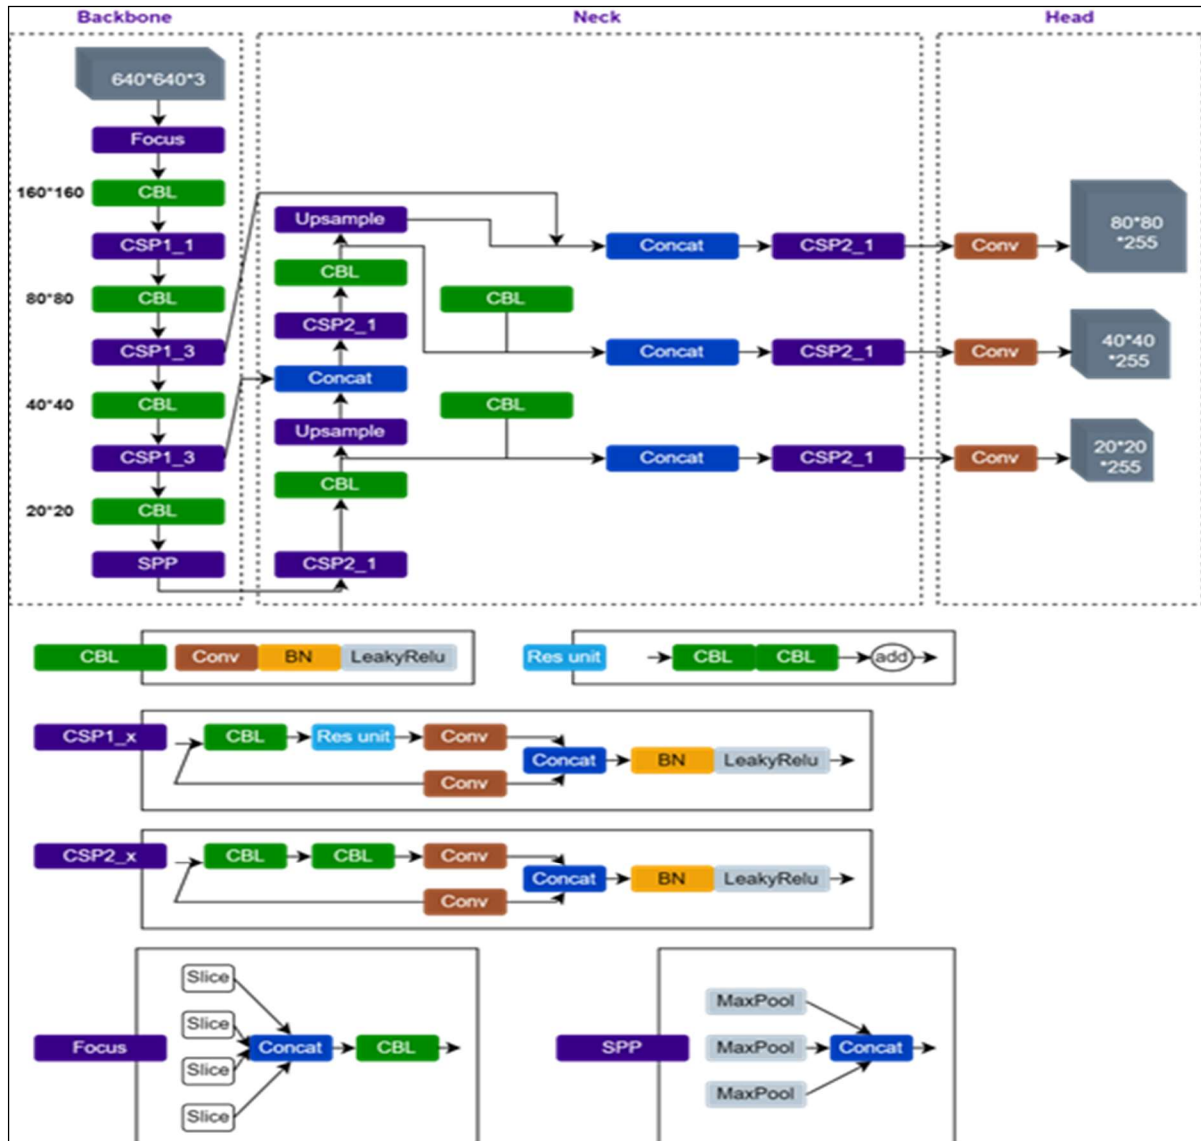 Backbone
Neck
Head
640*640*3
Focus
160*160
CBL
CSP1_1
80*80
CBL
CSP1_3
40*40
CBL
CSP1_3
20*20
CBL
SPP
Upsample
CBL
CSP2_1
Concat
Upsample
CBL
CSP2_1
CBL
CBL
Concat
CSP2_1
Conv
80*80
*255
Concat
CSP2_1
Conv
40*40
*255
Concat
CSP2_1
Conv
20*20
*255
CBL
Conv
BN
LeakyRelu
Res unit
CBL
CBL
add
CSP1_x
CBL
Res unit
Conv
Conv
Concat
BN
LeakyRelu
CSP2_x
CBL
CBL
Conv
Conv
Concat
BN
LeakyRelu
Focus
Slice
Slice
Slice
Slice
Concat
CBL
SPP
MaxPool
MaxPool
MaxPool
Concat